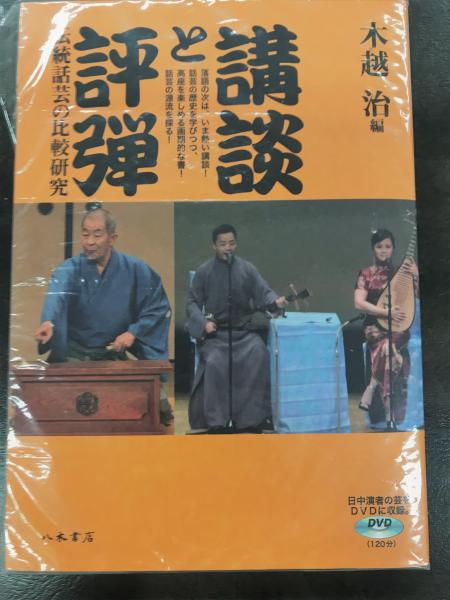 木越 治 編
講談
と
評弾
落語の次は、いま熱い講談！
話芸の歴史を学びつつ、
高座を楽しめる画期的な書！
話芸の源流を探る！
伝統話芸の比較研究
日中演者の芸を
DVDに収録。
DVD
(120分)
八木書店